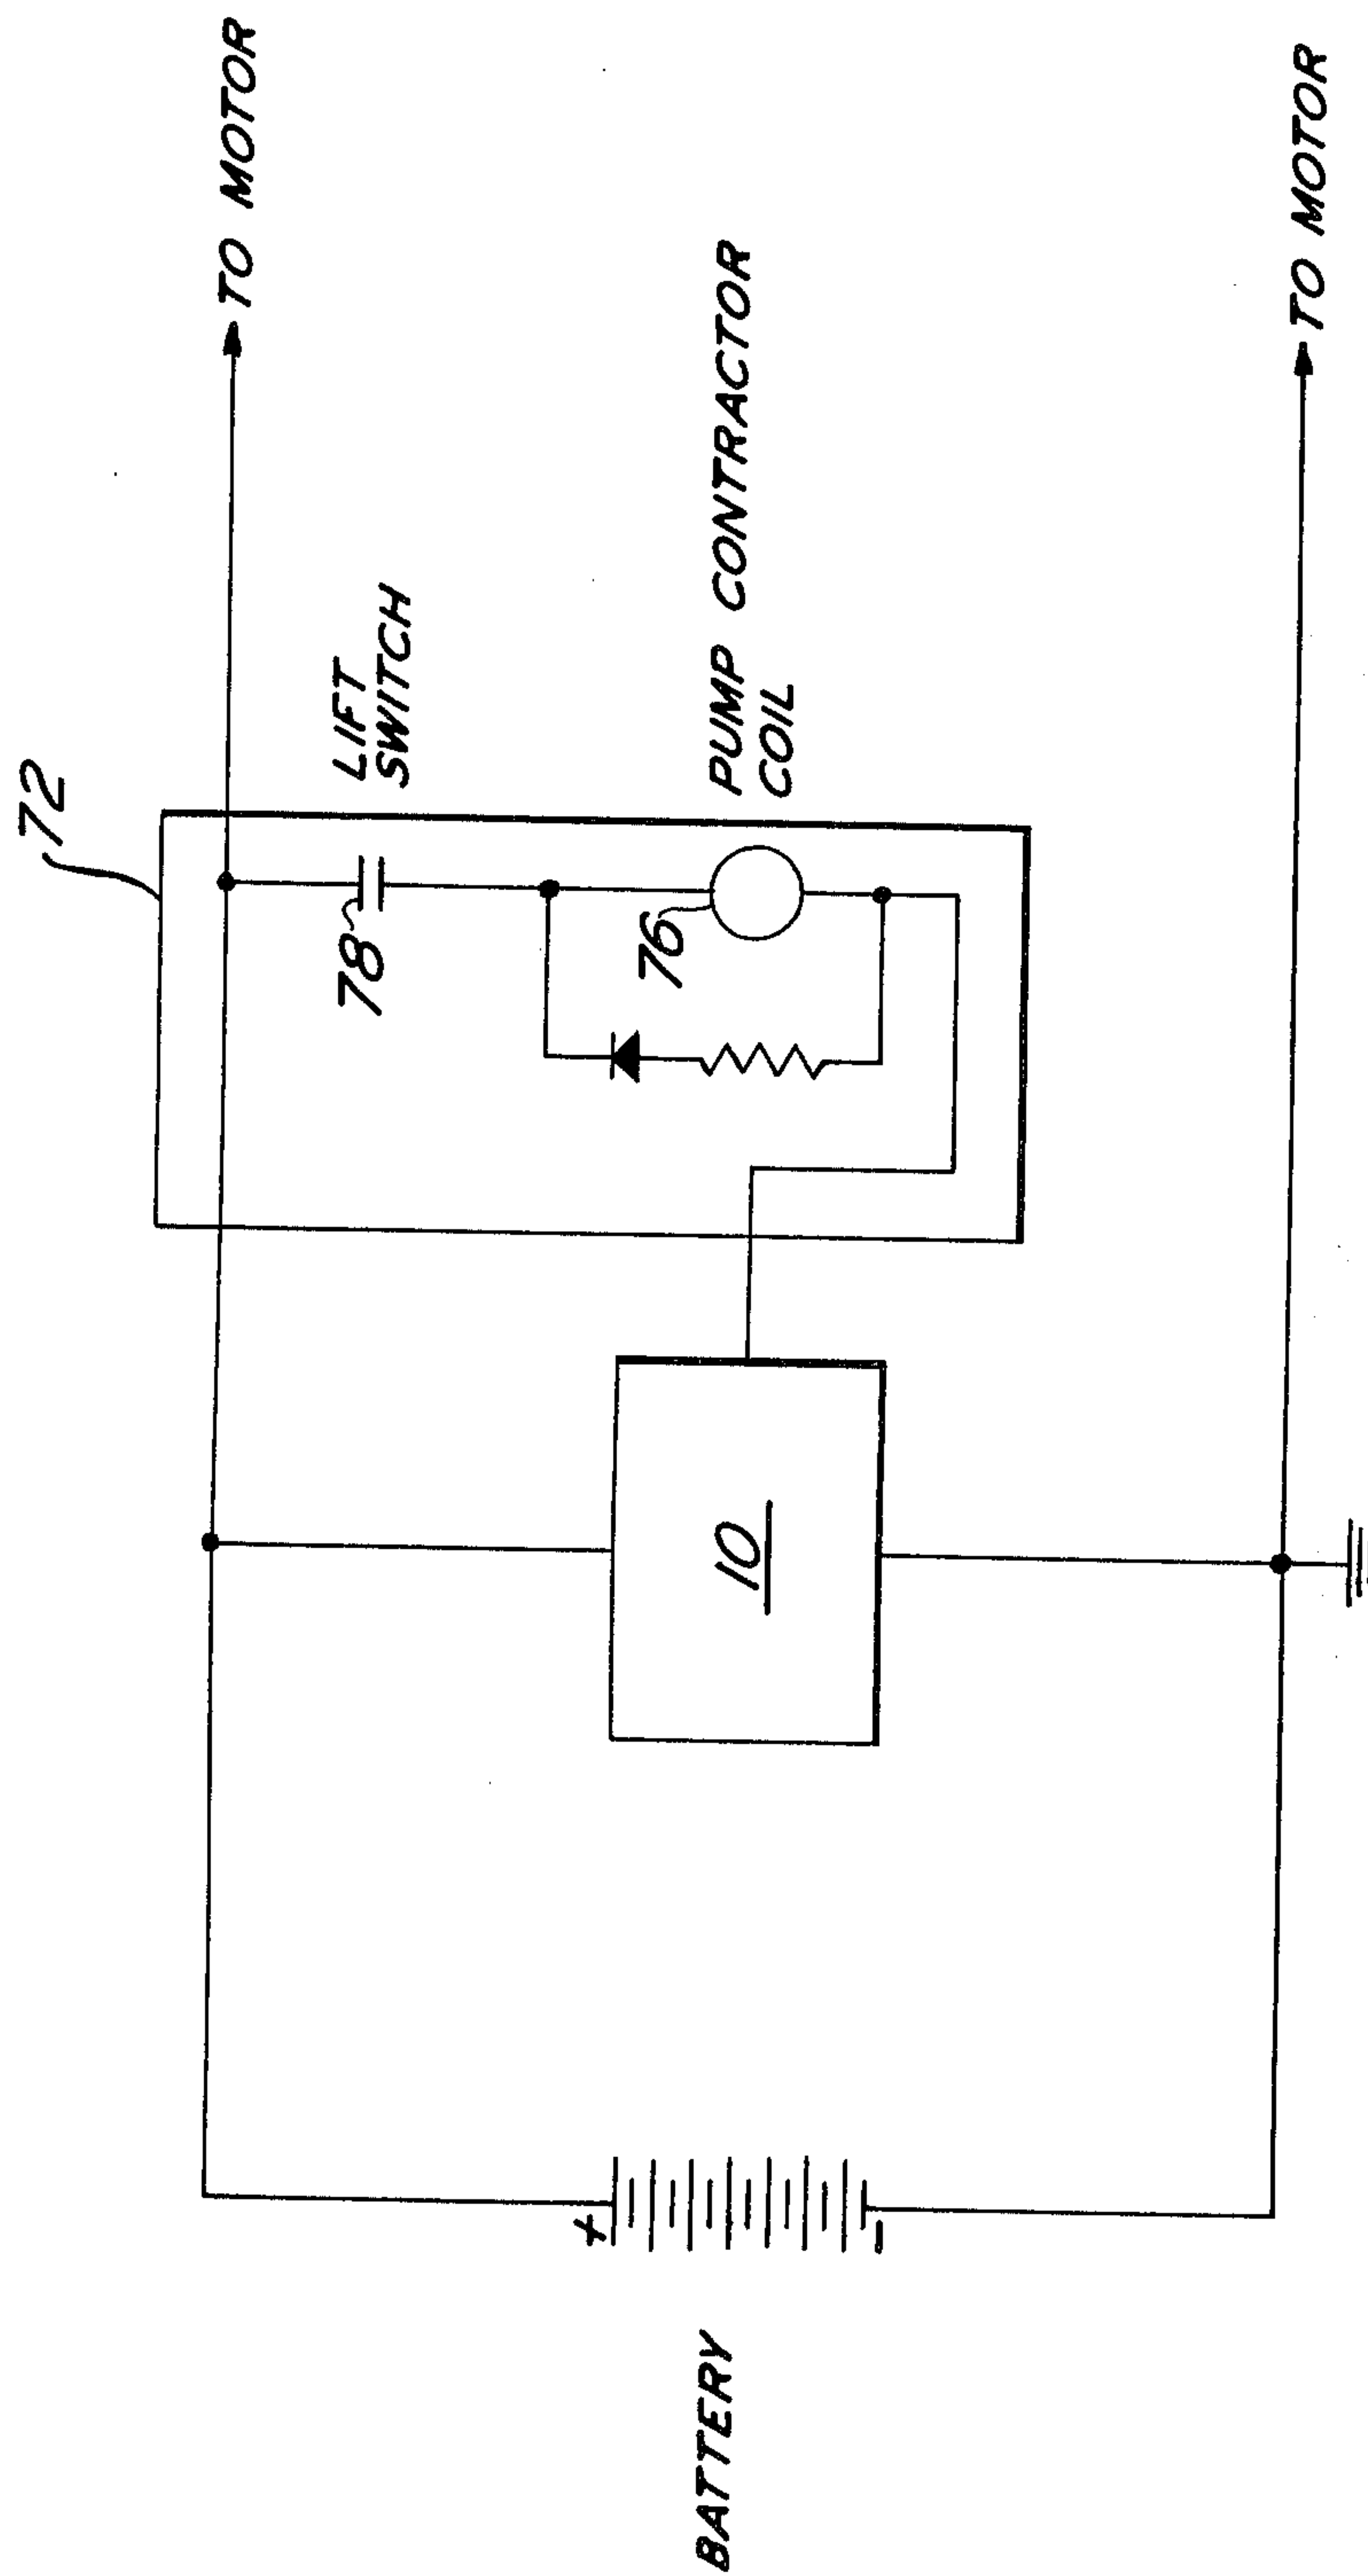 72
TO MOTOR
LIFT
SWITCH
78
PUMP CONTRACTOR
COIL
76
10
+
-
BATTERY
TO MOTOR